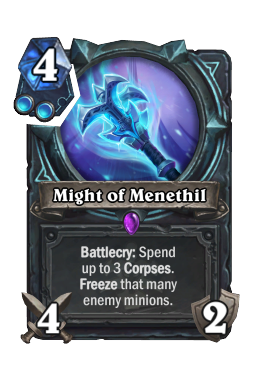 4
Might of Menethil
Battlecry: Spend
up to 3 Corpses.
Freeze that many
enemy minions.
4 2